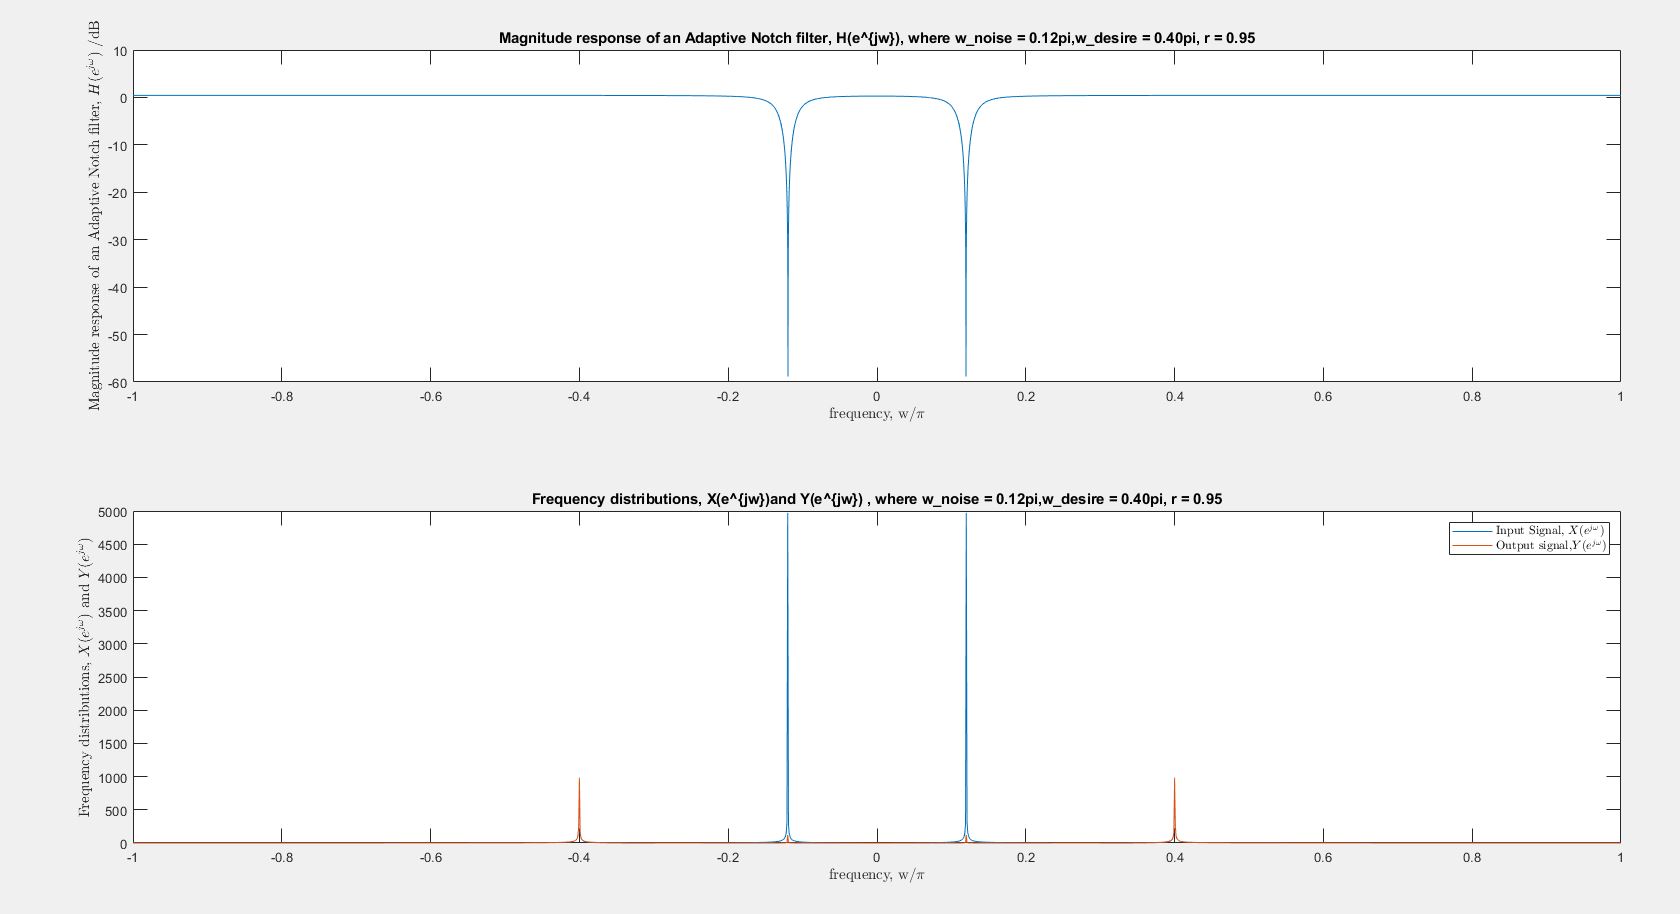 Magnitude response of an Adaptive Notch filter, H(e^{jw}), where w_noise = 0.12pi,w_desire = 0.40pi, r = 0.95
Magnitude response of an Adaptive Notch filter, H(e^{jω}) /dB
10
0
-10
-20
-30
-40
-50
-60
-1 -0.8 -0.6 -0.4 -0.2 0 0.2 0.4 0.6 0.8 1
frequency, w/π
Frequency distributions, X(e^{jw})and Y(e^{jw}) , where w_noise = 0.12pi,w_desire = 0.40pi, r = 0.95
Frequency distributions, X(e^{jω}) and Y(e^{jω})
5000
4500
4000
3500
3000
2500
2000
1500
1000
500
0
Input Signal, X(e^{jω})
Output signal,Y(e^{jω})
-1 -0.8 -0.6 -0.4 -0.2 0 0.2 0.4 0.6 0.8 1
frequency, w/π